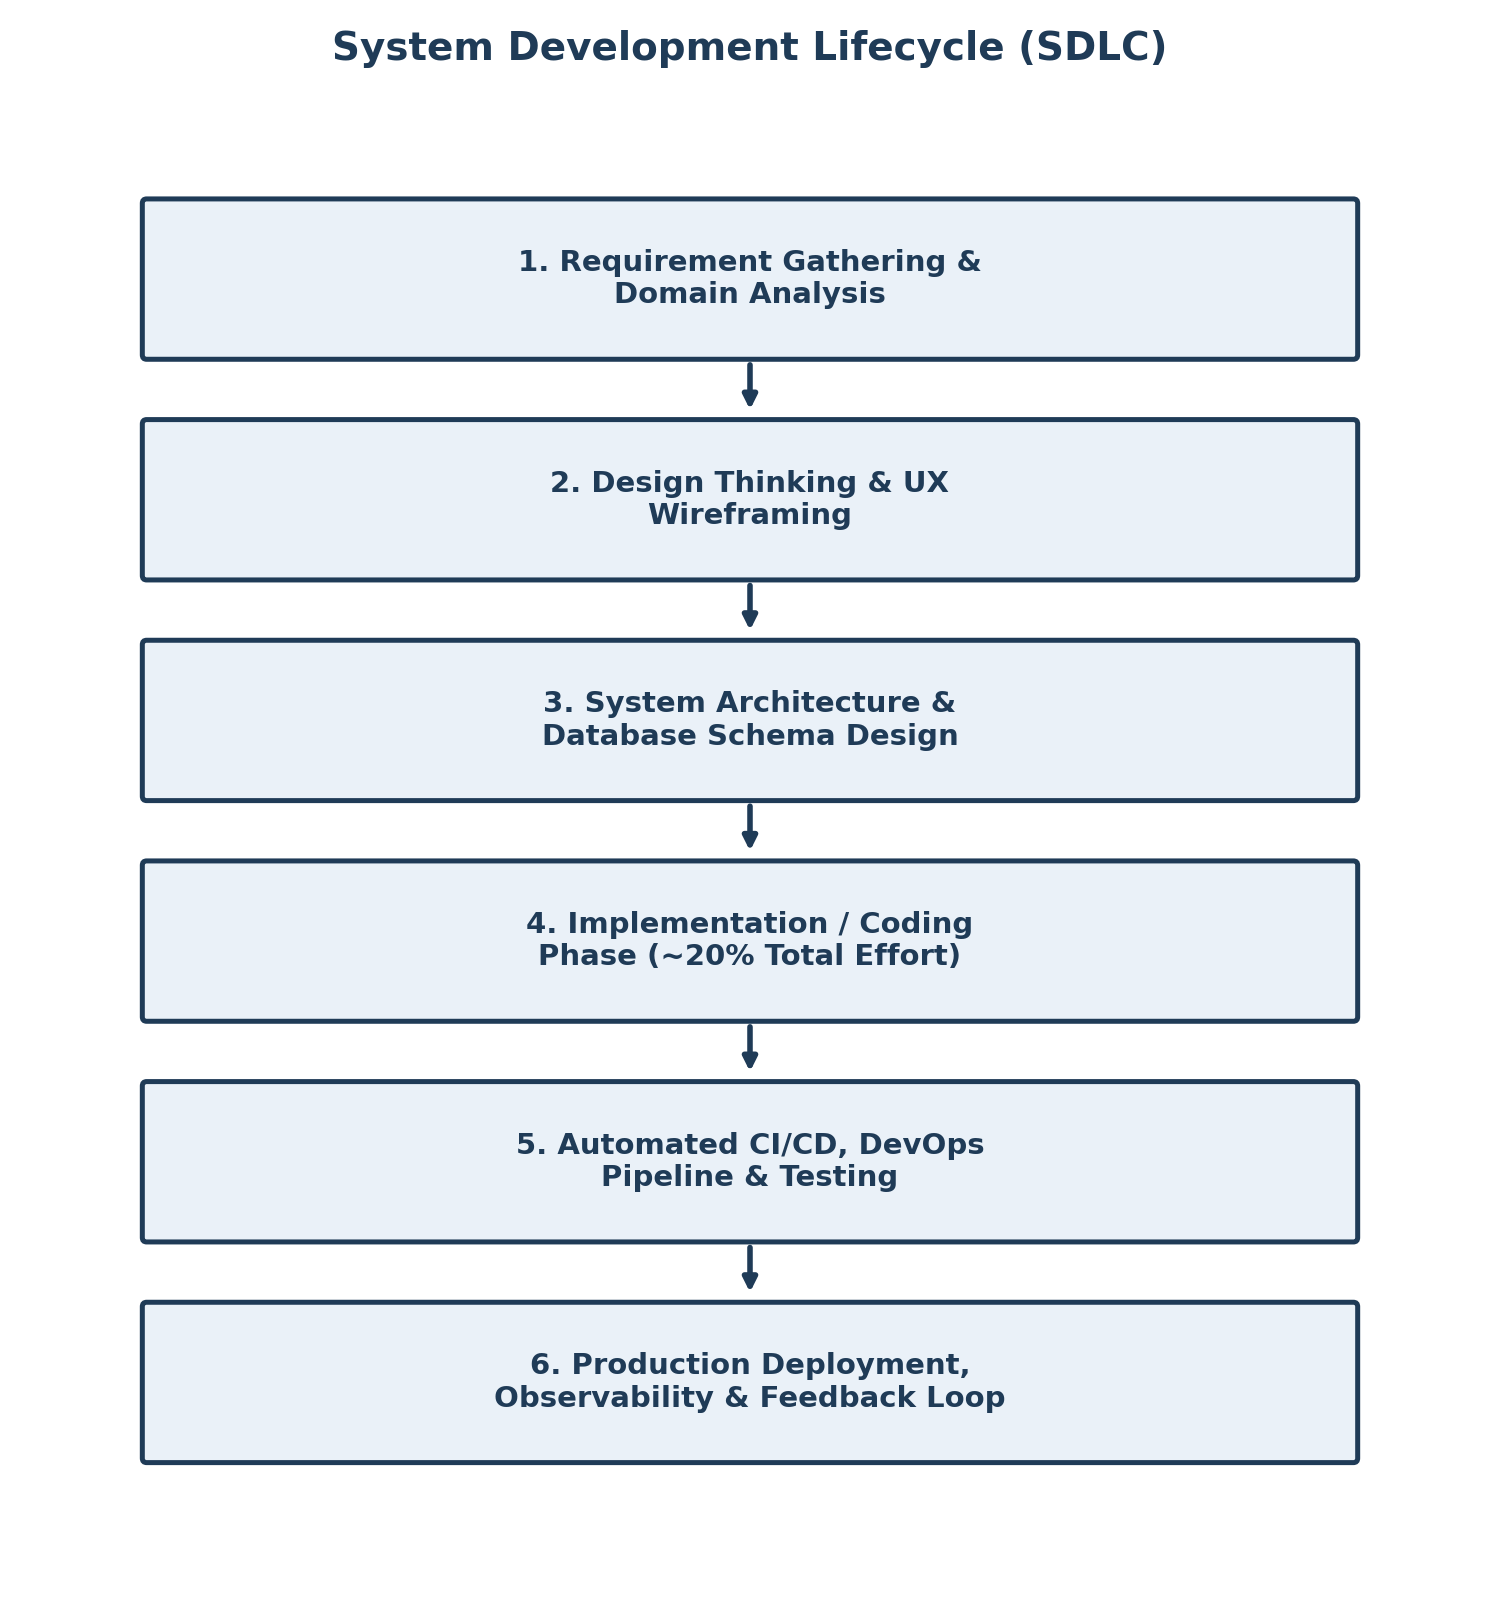 System Development Lifecycle (SDLC)
1. Requirement Gathering &
Domain Analysis
2. Design Thinking & UX
Wireframing
3. System Architecture &
Database Schema Design
4. Implementation / Coding
Phase (~20% Total Effort)
5. Automated CI/CD, DevOps
Pipeline & Testing
6. Production Deployment,
Observability & Feedback Loop